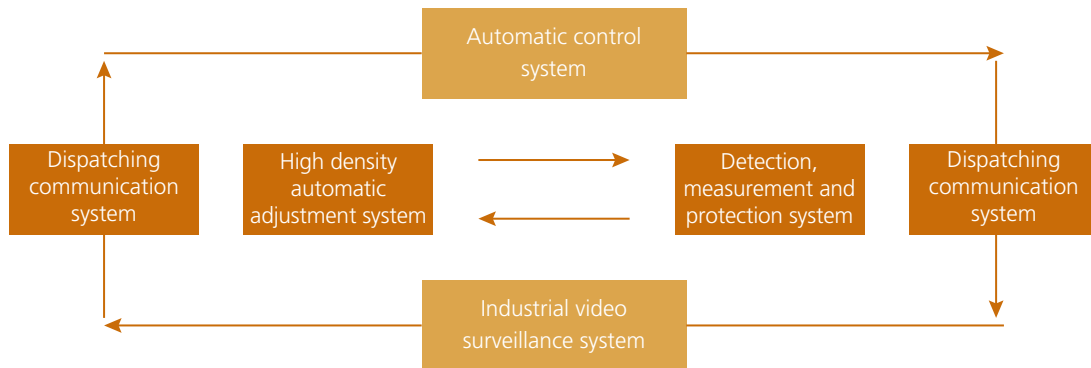 Automatic control
system
Dispatching
communication
system
High density
automatic
adjustment system
Detection,
measurement and
protection system
Dispatching
communication
system
Industrial video
surveillance system